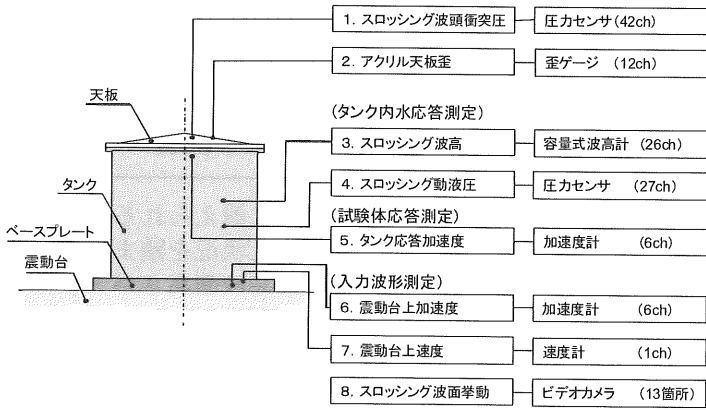 1. スロッシング波頭衝突圧 圧力センサ(42ch)
2. アクリル天板歪 歪ゲージ (12ch)
天板
(タンク内水応答測定)
3. スロッシング波高 容量式波高計(26ch)
タンク
4. スロッシング動液圧 圧力センサ (27ch)
(試験体応答測定)
ベースプレート
5. タンク応答加速度 加速度計 (6ch)
震動台
(入力波形測定)
6. 震動台上加速度 加速度計 (6ch)
7. 震動台上速度 速度計 (1ch)
8. スロッシング波面挙動 ビデオカメラ (13箇所)